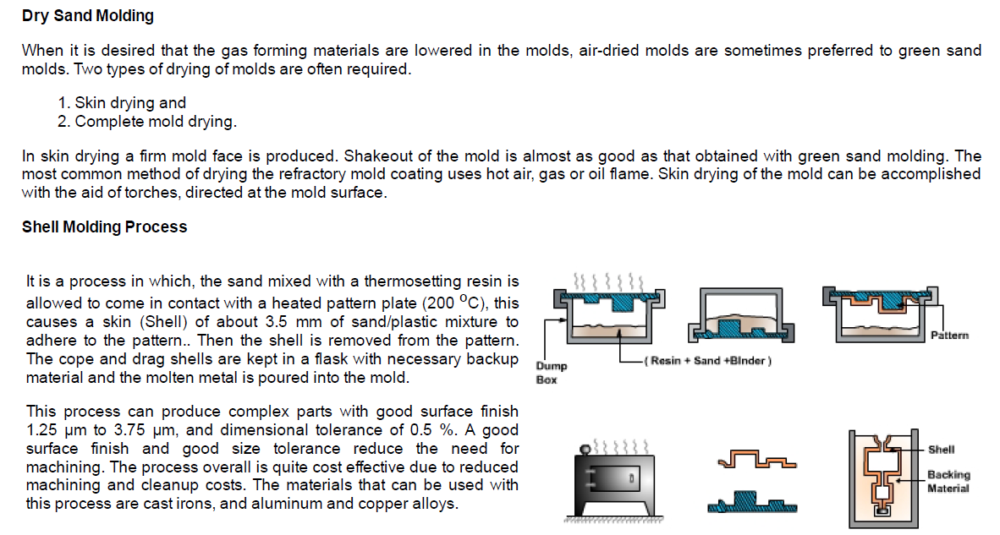 Dry Sand Molding
When it is desired that the gas forming materials are lowered in the molds, air-dried molds are sometimes preferred to green sand
molds. Two types of drying of molds are often required.
1. Skin drying and
2. Complete mold drying.
In skin drying a firm mold face is produced. Shakeout of the mold is almost as good as that obtained with green sand molding. The
most common method of drying the refractory mold coating uses hot air, gas or oil flame. Skin drying of the mold can be accomplished
with the aid of torches, directed at the mold surface.
Shell Molding Process
It is a process in which, the sand mixed with a thermosetting resin is
allowed to come in contact with a heated pattern plate (200 ⁰C), this
causes a skin (Shell) of about 3.5 mm of sand/plastic mixture to
adhere to the pattern.. Then the shell is removed from the pattern.
The cope and drag shells are kept in a flask with necessary backup
material and the molten metal is poured into the mold.
This process can produce complex parts with good surface finish
1.25 µm to 3.75 µm, and dimensional tolerance of 0.5 %. A good
surface finish and good size tolerance reduce the need for
machining. The process overall is quite cost effective due to reduced
machining and cleanup costs. The materials that can be used with
this process are cast irons, and aluminum and copper alloys.
Dump
Box
( Resin + Sand +BInder )
Pattern
Shell
Backing
Material